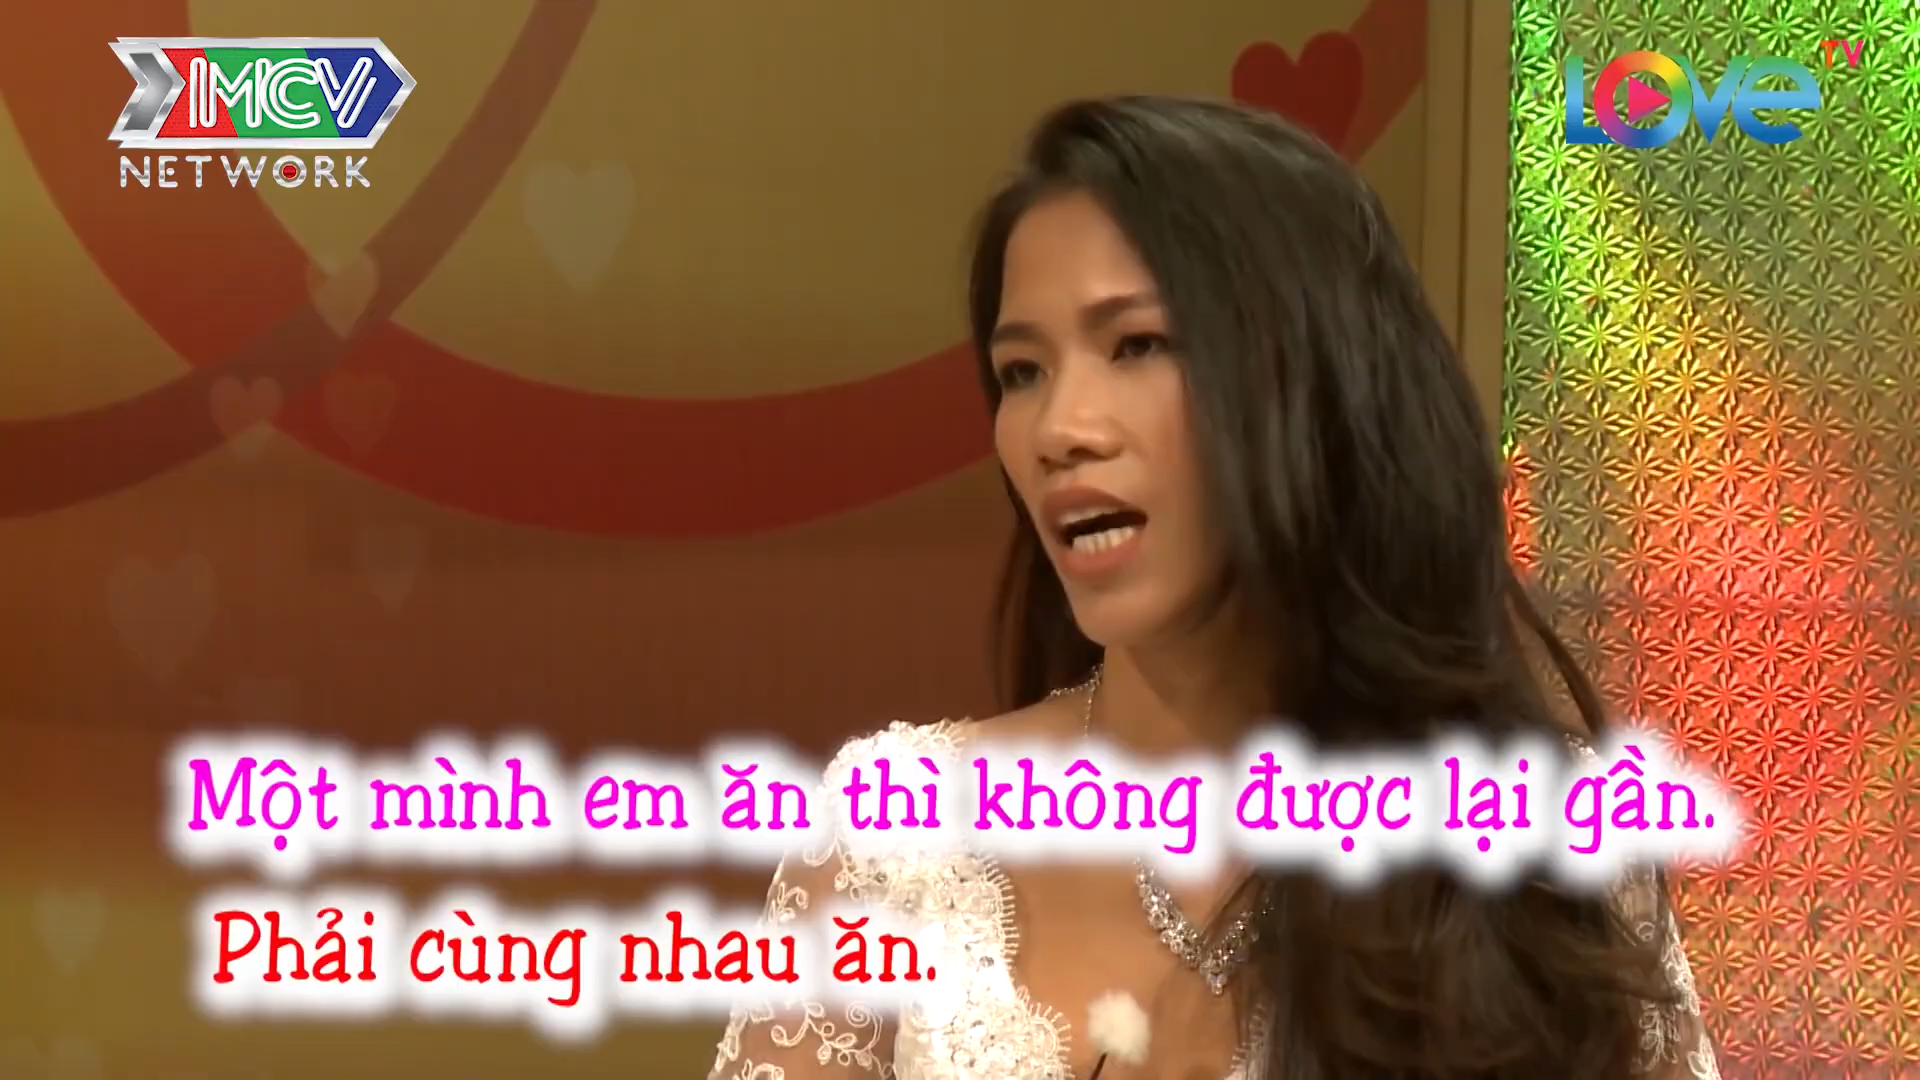 MCV
NETWORK
LOVE TV
Một mình em ăn thì không được lại gần.
Phải cùng nhau ăn.